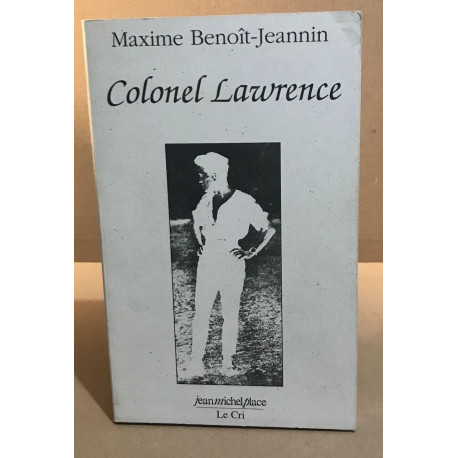 Maxime Benoît-Jeannin
Colonel Lawrence
jeanmichelplace
Le Cri